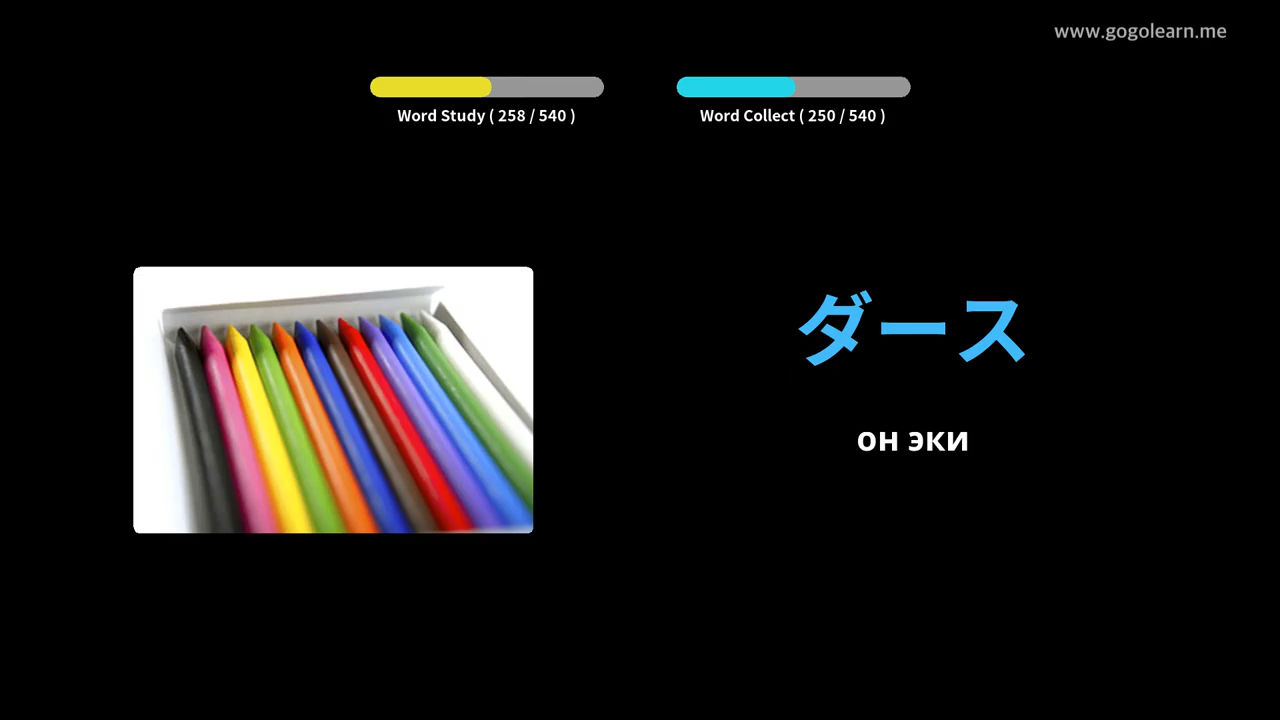 www.gogolearn.me
Word Study ( 258 / 540 )
Word Collect ( 250 / 540 )
ダース
он эки